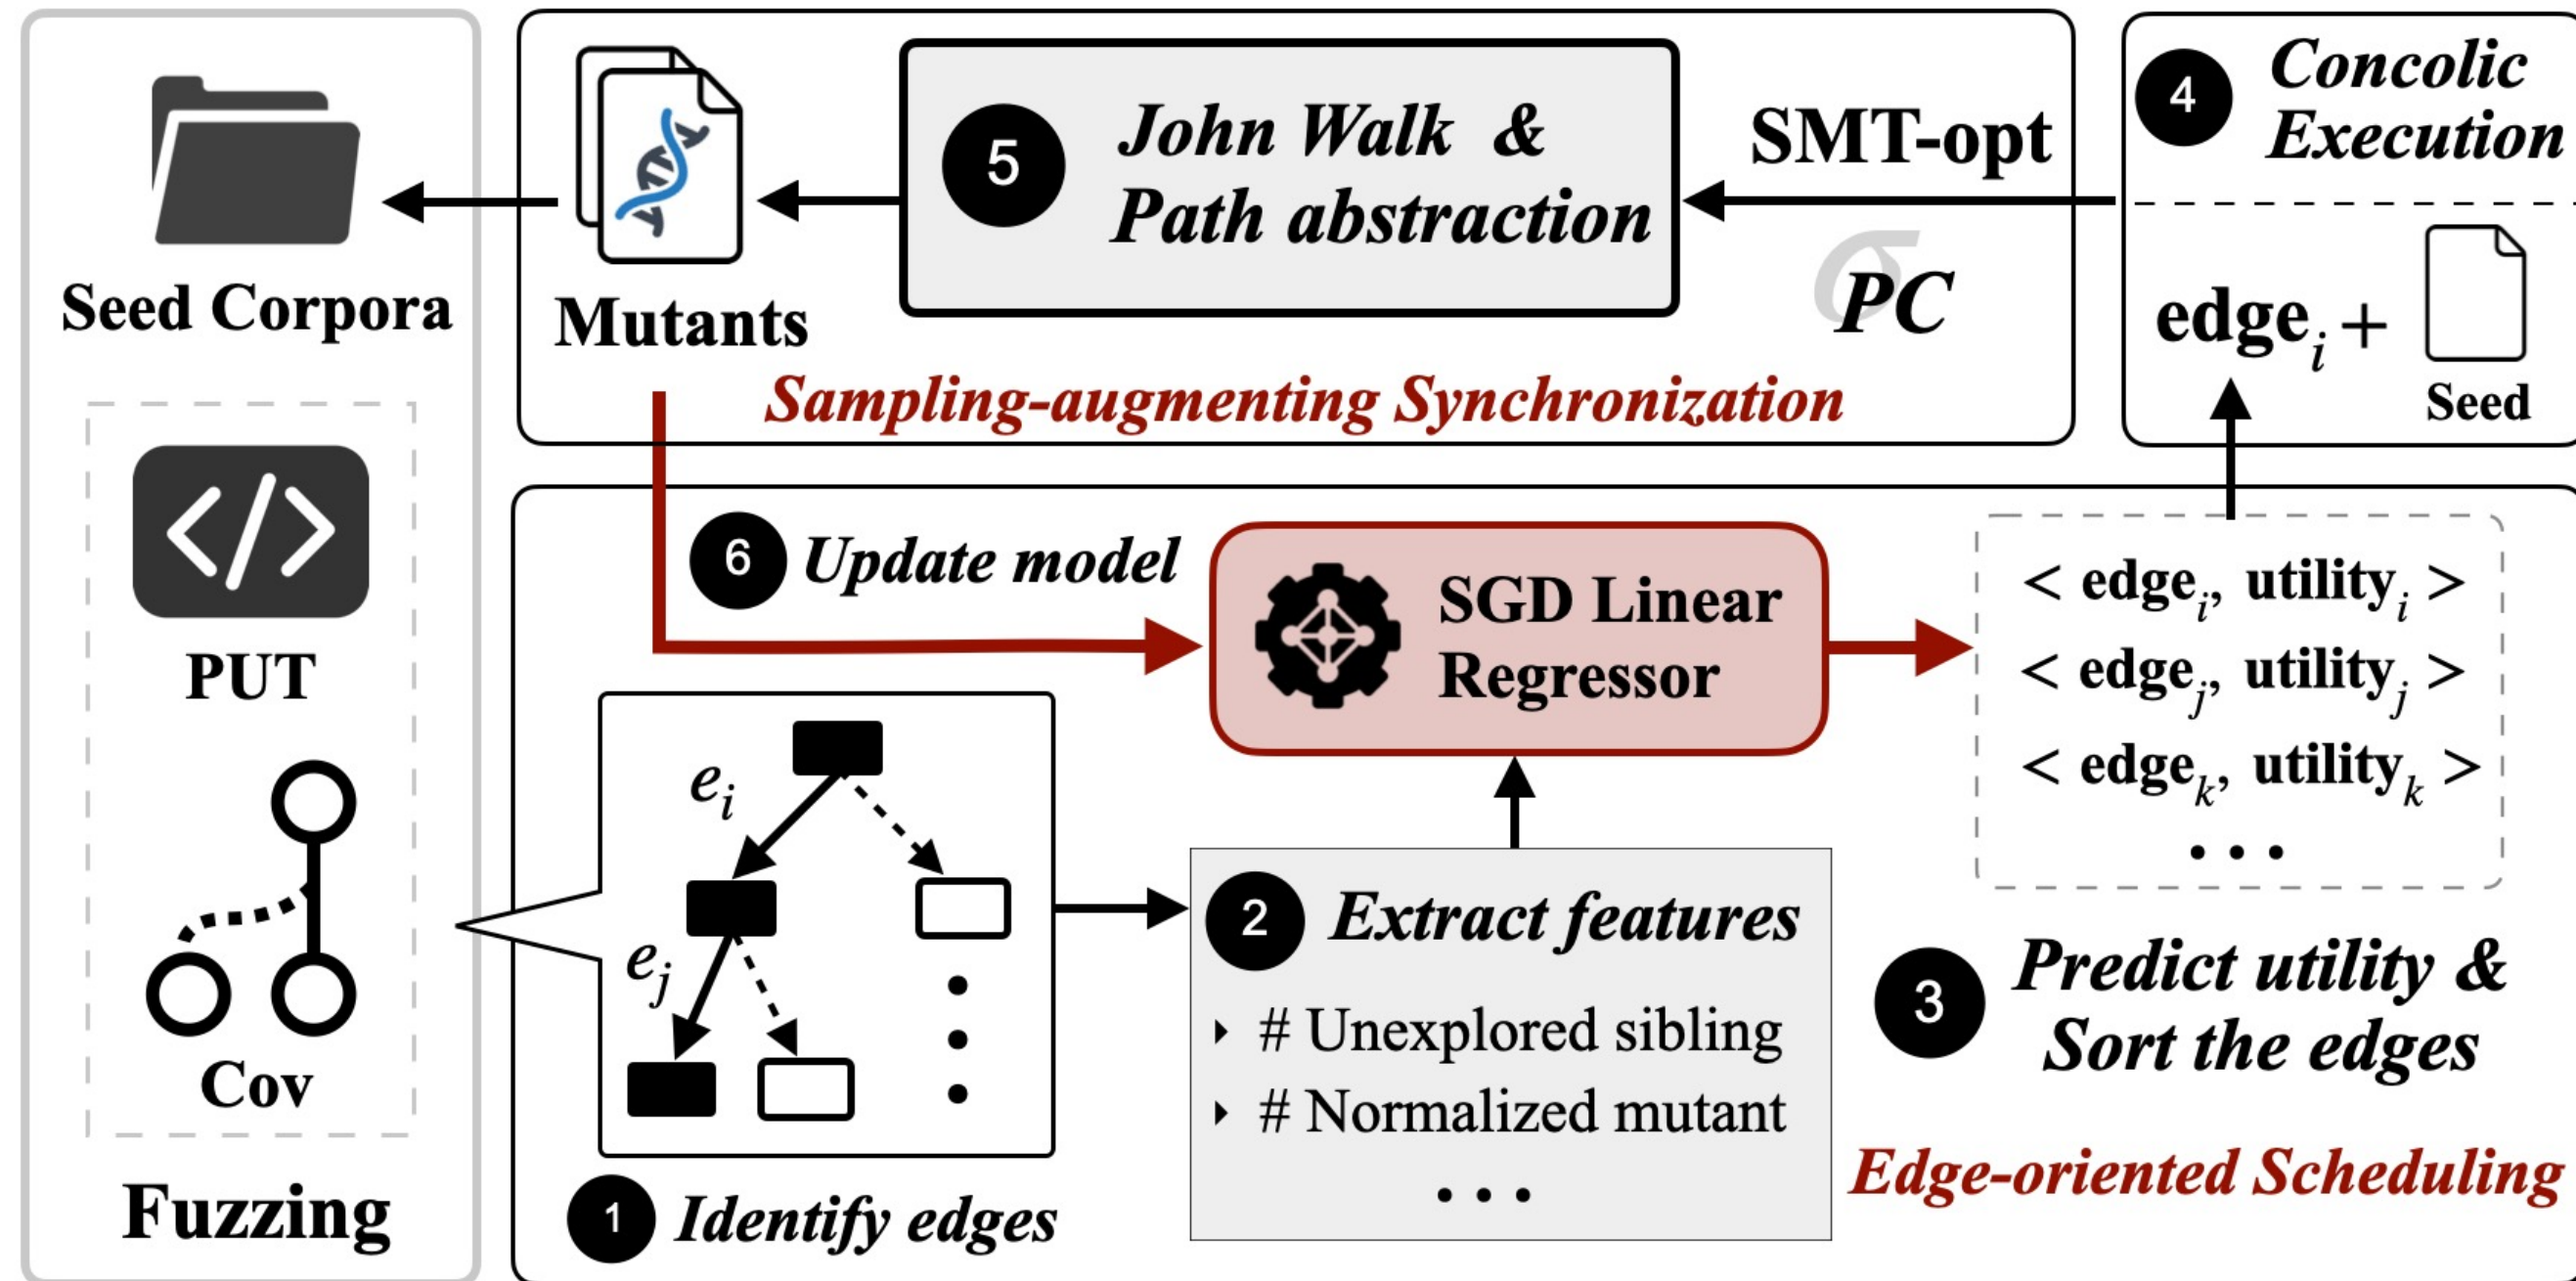 Seed Corpora
</>
PUT
Cov
Fuzzing
Mutants
5
John Walk &
Path abstraction
SMT-opt
σ
PC
Sampling-augmenting Synchronization
4
Concolic
Execution
edge_i +
Seed
6 Update model
SGD Linear
Regressor
< edge_i, utility_i >
< edge_j, utility_j >
< edge_k, utility_k >
...
e_i
e_j
1 Identify edges
2 Extract features
‣ # Unexplored sibling
‣ # Normalized mutant
...
3
Predict utility &
Sort the edges
Edge-oriented Scheduling